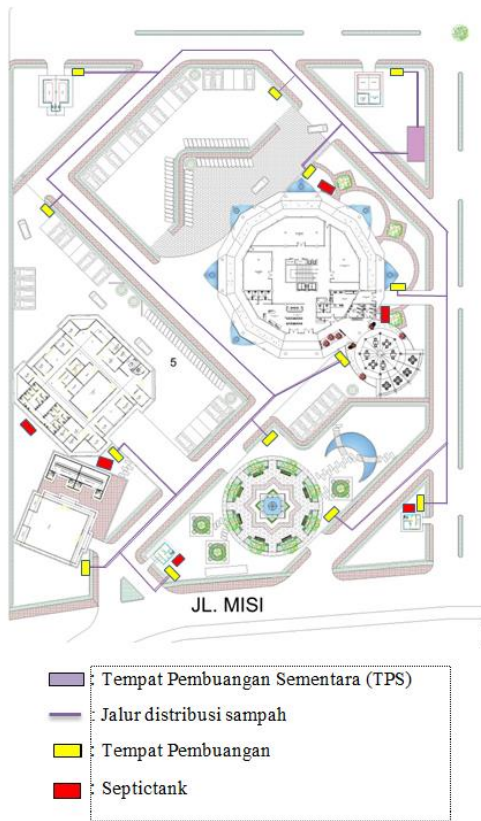 5
JL. MISI
: Tempat Pembuangan Sementara (TPS)
: Jalur distribusi sampah
: Tempat Pembuangan
: Septictank